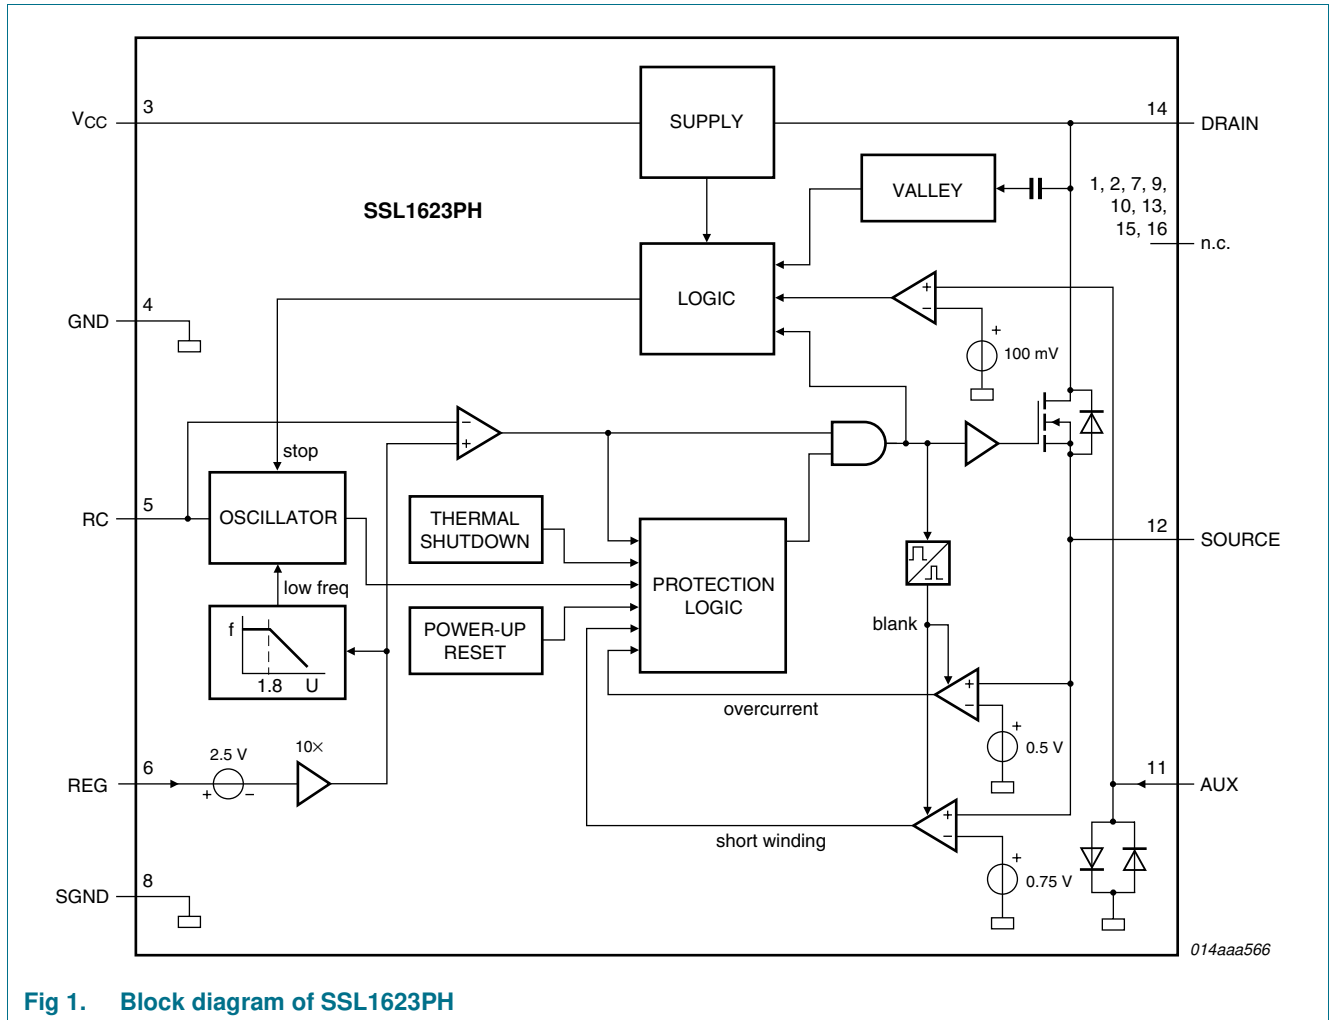 3
V_CC
SUPPLY
14
DRAIN
VALLEY
1, 2, 7, 9,
10, 13,
15, 16
n.c.
SSL1623PH
LOGIC
4
GND
+
−
+
100 mV
−
+
stop
5
RC
OSCILLATOR
THERMAL
SHUTDOWN
12
SOURCE
low freq
PROTECTION
LOGIC
f
1.8 U
POWER-UP
RESET
blank
+
−
overcurrent
+
0.5 V
2.5 V
10×
6
REG
+ −
11
AUX
+
−
short winding
+
0.75 V
8
SGND
014aaa566
Fig 1. Block diagram of SSL1623PH